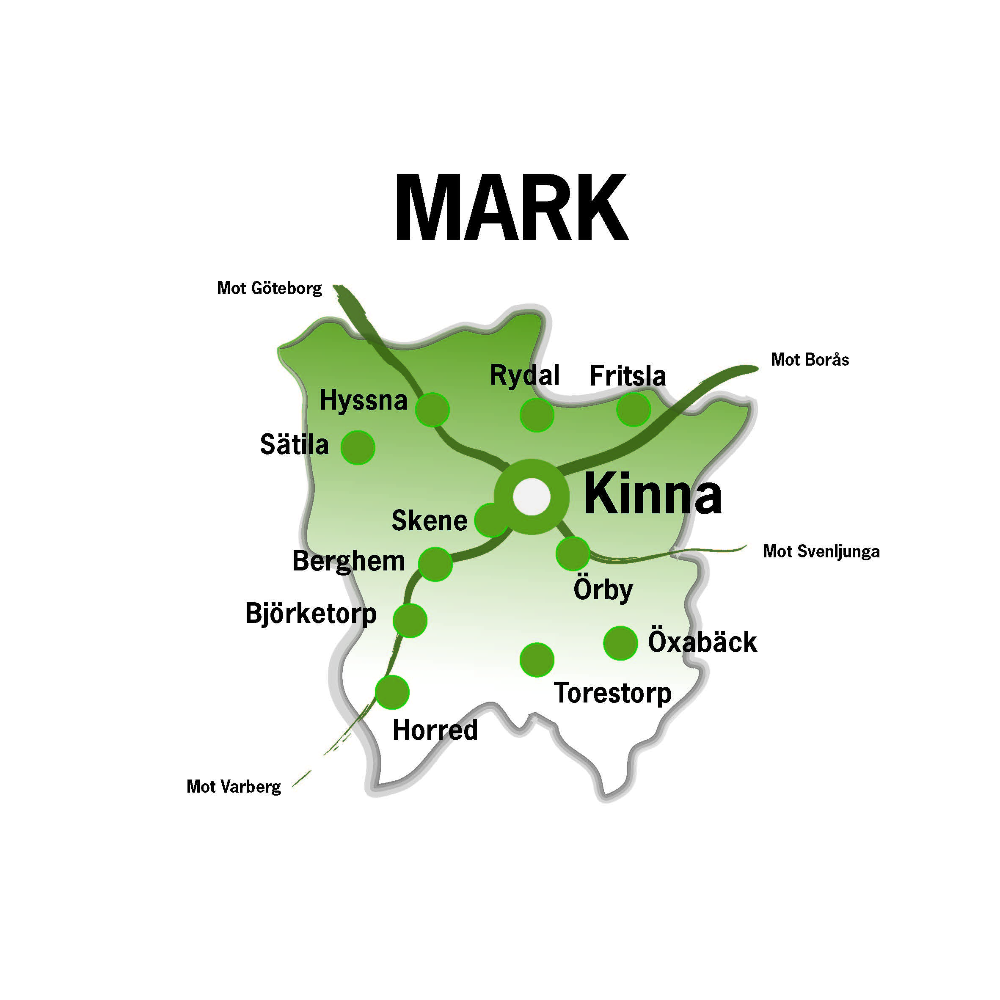 MARK
Mot Göteborg
Mot Borås
Rydal
Fritsla
Hyssna
Sätila
Kinna
Skene
Mot Svenljunga
Berghem
Örby
Björketorp
Öxabäck
Torestorp
Horred
Mot Varberg